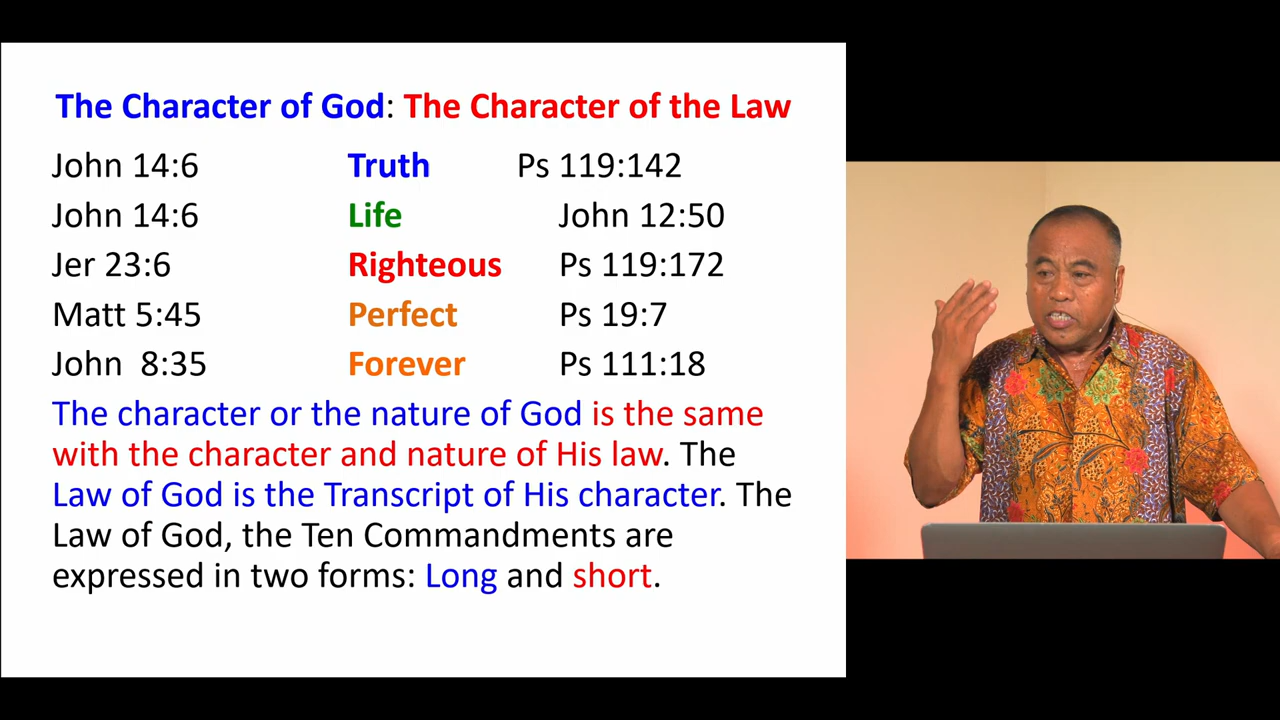 The Character of God: The Character of the Law
John 14:6 Truth Ps 119:142
John 14:6 Life John 12:50
Jer 23:6 Righteous Ps 119:172
Matt 5:45 Perfect Ps 19:7
John 8:35 Forever Ps 111:18
The character or the nature of God is the same
with the character and nature of His law. The
Law of God is the Transcript of His character. The
Law of God, the Ten Commandments are
expressed in two forms: Long and short.